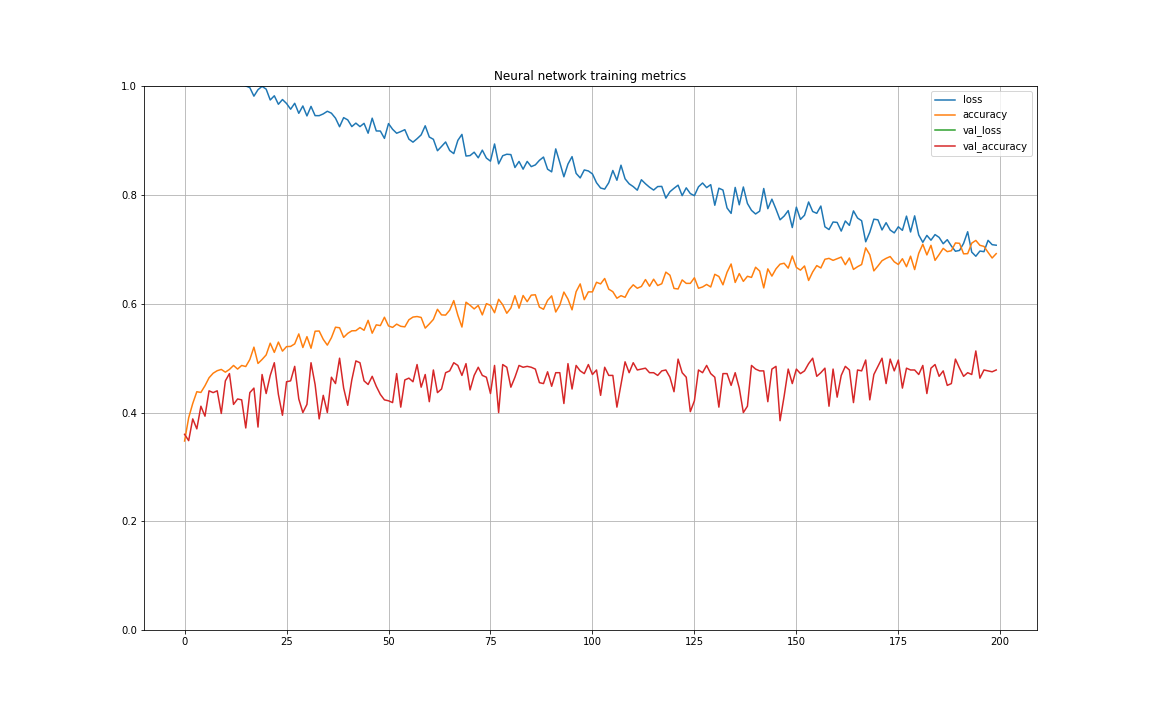 Neural network training metrics
1.0
0.8
0.6
0.4
0.2
0.0
0 25 50 75 100 125 150 175 200
loss
accuracy
val_loss
val_accuracy